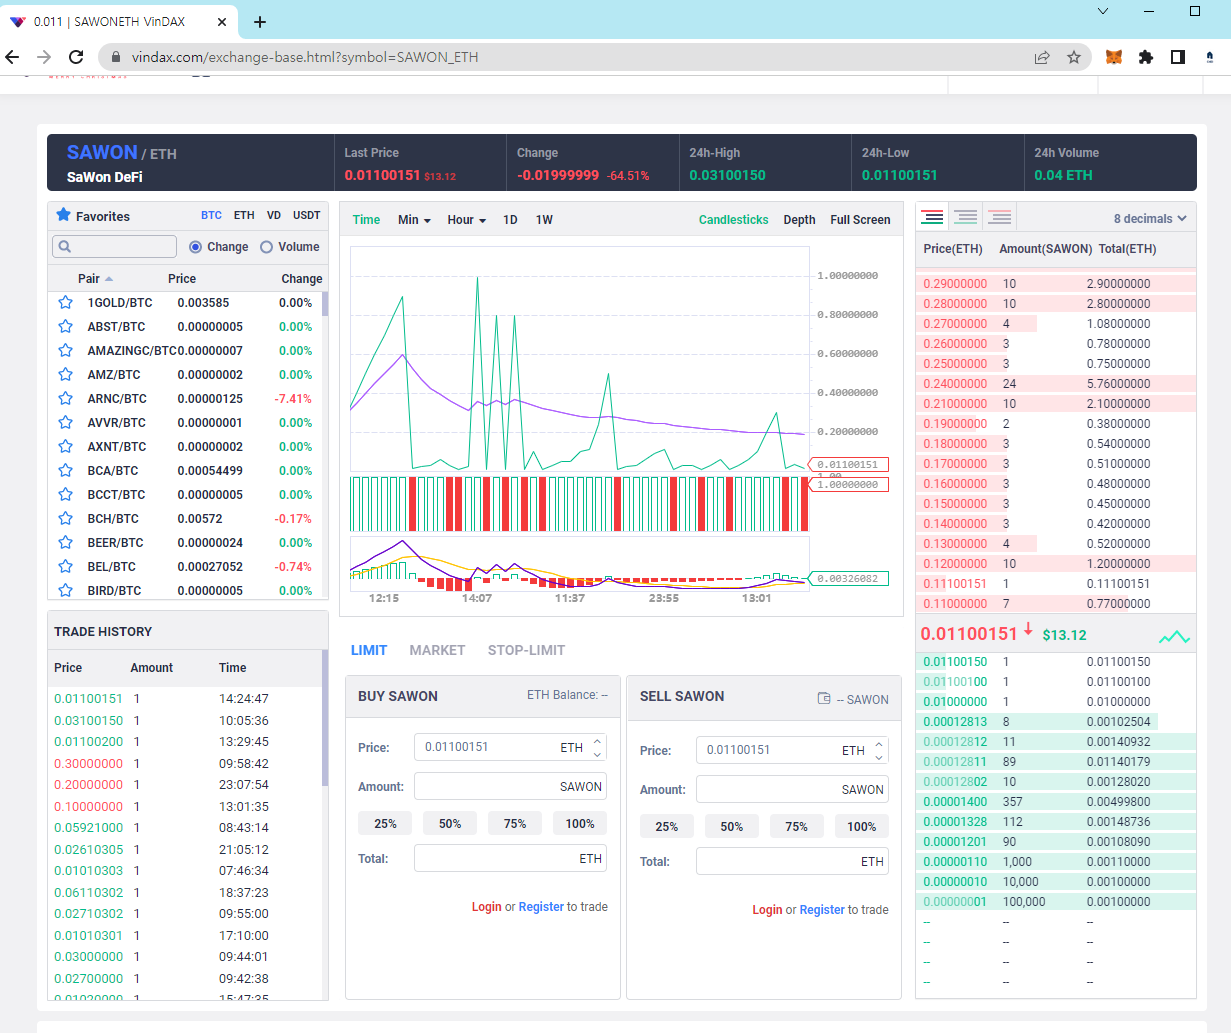 0.011 | SAWONETH VinDAX
vindax.com/exchange-base.html?symbol=SAWON_ETH
SAWON / ETH
SaWon DeFi
Last Price
0.01100151 $13.12
Change
-0.01999999 -64.51%
24h-High
0.03100150
24h-Low
0.01100151
24h Volume
0.04 ETH
Favorites BTC ETH VD USDT
Change Volume
Pair Price Change
1GOLD/BTC 0.003585 0.00%
ABST/BTC 0.00000005 0.00%
AMAZINGC/BTC 0.00000007 0.00%
AMZ/BTC 0.00000002 0.00%
ARNC/BTC 0.00000125 -7.41%
AVVR/BTC 0.00000001 0.00%
AXNT/BTC 0.00000002 0.00%
BCA/BTC 0.00054499 0.00%
BCCT/BTC 0.00000005 0.00%
BCH/BTC 0.00572 -0.17%
BEER/BTC 0.00000024 0.00%
BEL/BTC 0.00027052 -0.74%
BIRD/BTC 0.00000005 0.00%
TRADE HISTORY
Price Amount Time
0.01100151 1 14:24:47
0.03100150 1 10:05:36
0.01100200 1 13:29:45
0.30000000 1 09:58:42
0.20000000 1 23:07:54
0.10000000 1 13:01:35
0.05921000 1 08:43:14
0.02610305 1 21:05:12
0.01010303 1 07:46:34
0.06110302 1 18:37:23
0.02710302 1 09:55:00
0.01010301 1 17:10:00
0.03000000 1 09:44:01
0.02700000 1 09:42:38
0.01020000 1 15:47:35
Time Min Hour 1D 1W Candlesticks Depth Full Screen
1.00000000
0.80000000
0.60000000
0.40000000
0.20000000
0.01100151
1.00
1.00000000
0.00326082
12:15 14:07 11:37 23:55 13:01
LIMIT MARKET STOP-LIMIT
BUY SAWON ETH Balance: --
Price: 0.01100151 ETH
Amount: SAWON
25% 50% 75% 100%
Total: ETH
Login or Register to trade
SELL SAWON -- SAWON
Price: 0.01100151 ETH
Amount: SAWON
25% 50% 75% 100%
Total: ETH
Login or Register to trade
8 decimals
Price(ETH) Amount(SAWON) Total(ETH)
0.29000000 10 2.90000000
0.28000000 10 2.80000000
0.27000000 4 1.08000000
0.26000000 3 0.78000000
0.25000000 3 0.75000000
0.24000000 24 5.76000000
0.21000000 10 2.10000000
0.19000000 2 0.38000000
0.18000000 3 0.54000000
0.17000000 3 0.51000000
0.16000000 3 0.48000000
0.15000000 3 0.45000000
0.14000000 3 0.42000000
0.13000000 4 0.52000000
0.12000000 10 1.20000000
0.11100151 1 0.11100151
0.11000000 7 0.77000000
0.01100151 $13.12
0.01100150 1 0.01100150
0.01100100 1 0.01100100
0.01000000 1 0.01000000
0.00012813 8 0.00102504
0.00012812 11 0.00140932
0.00012811 89 0.01140179
0.00012802 10 0.00128020
0.00001400 357 0.00499800
0.00001328 112 0.00148736
0.00001201 90 0.00108090
0.00000110 1,000 0.00110000
0.00000010 10,000 0.00100000
0.00000001 100,000 0.00100000
-- -- --
-- -- --
-- -- --
-- -- --